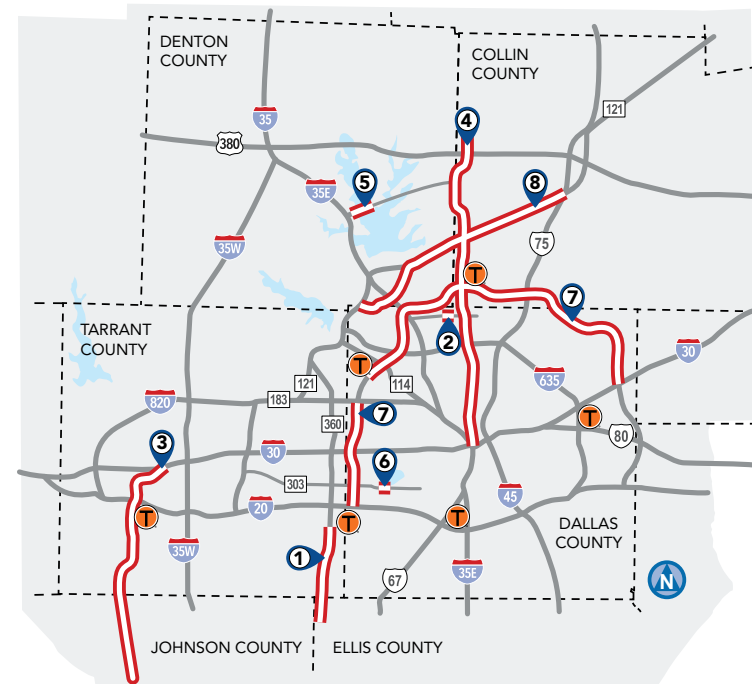 DENTON
COUNTY
COLLIN
COUNTY
35
121
4
380
5
35E
8
75
35W
T
7
TARRANT
COUNTY
2
30
T
635
121
114
820
183
7
T
360
80
3
30
6
303
20
45
T
T
T
DALLAS
COUNTY
35W
1
67
35E
N
JOHNSON COUNTY
ELLIS COUNTY